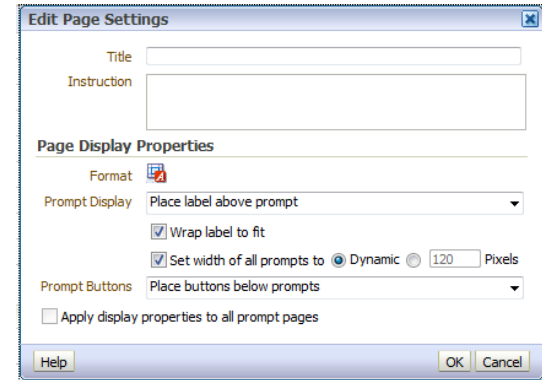 Edit Page Settings
Title
Instruction
Page Display Properties
Format
Prompt Display Place label above prompt
Wrap label to fit
Set width of all prompts to Dynamic 120 Pixels
Prompt Buttons Place buttons below prompts
Apply display properties to all prompt pages
Help OK Cancel